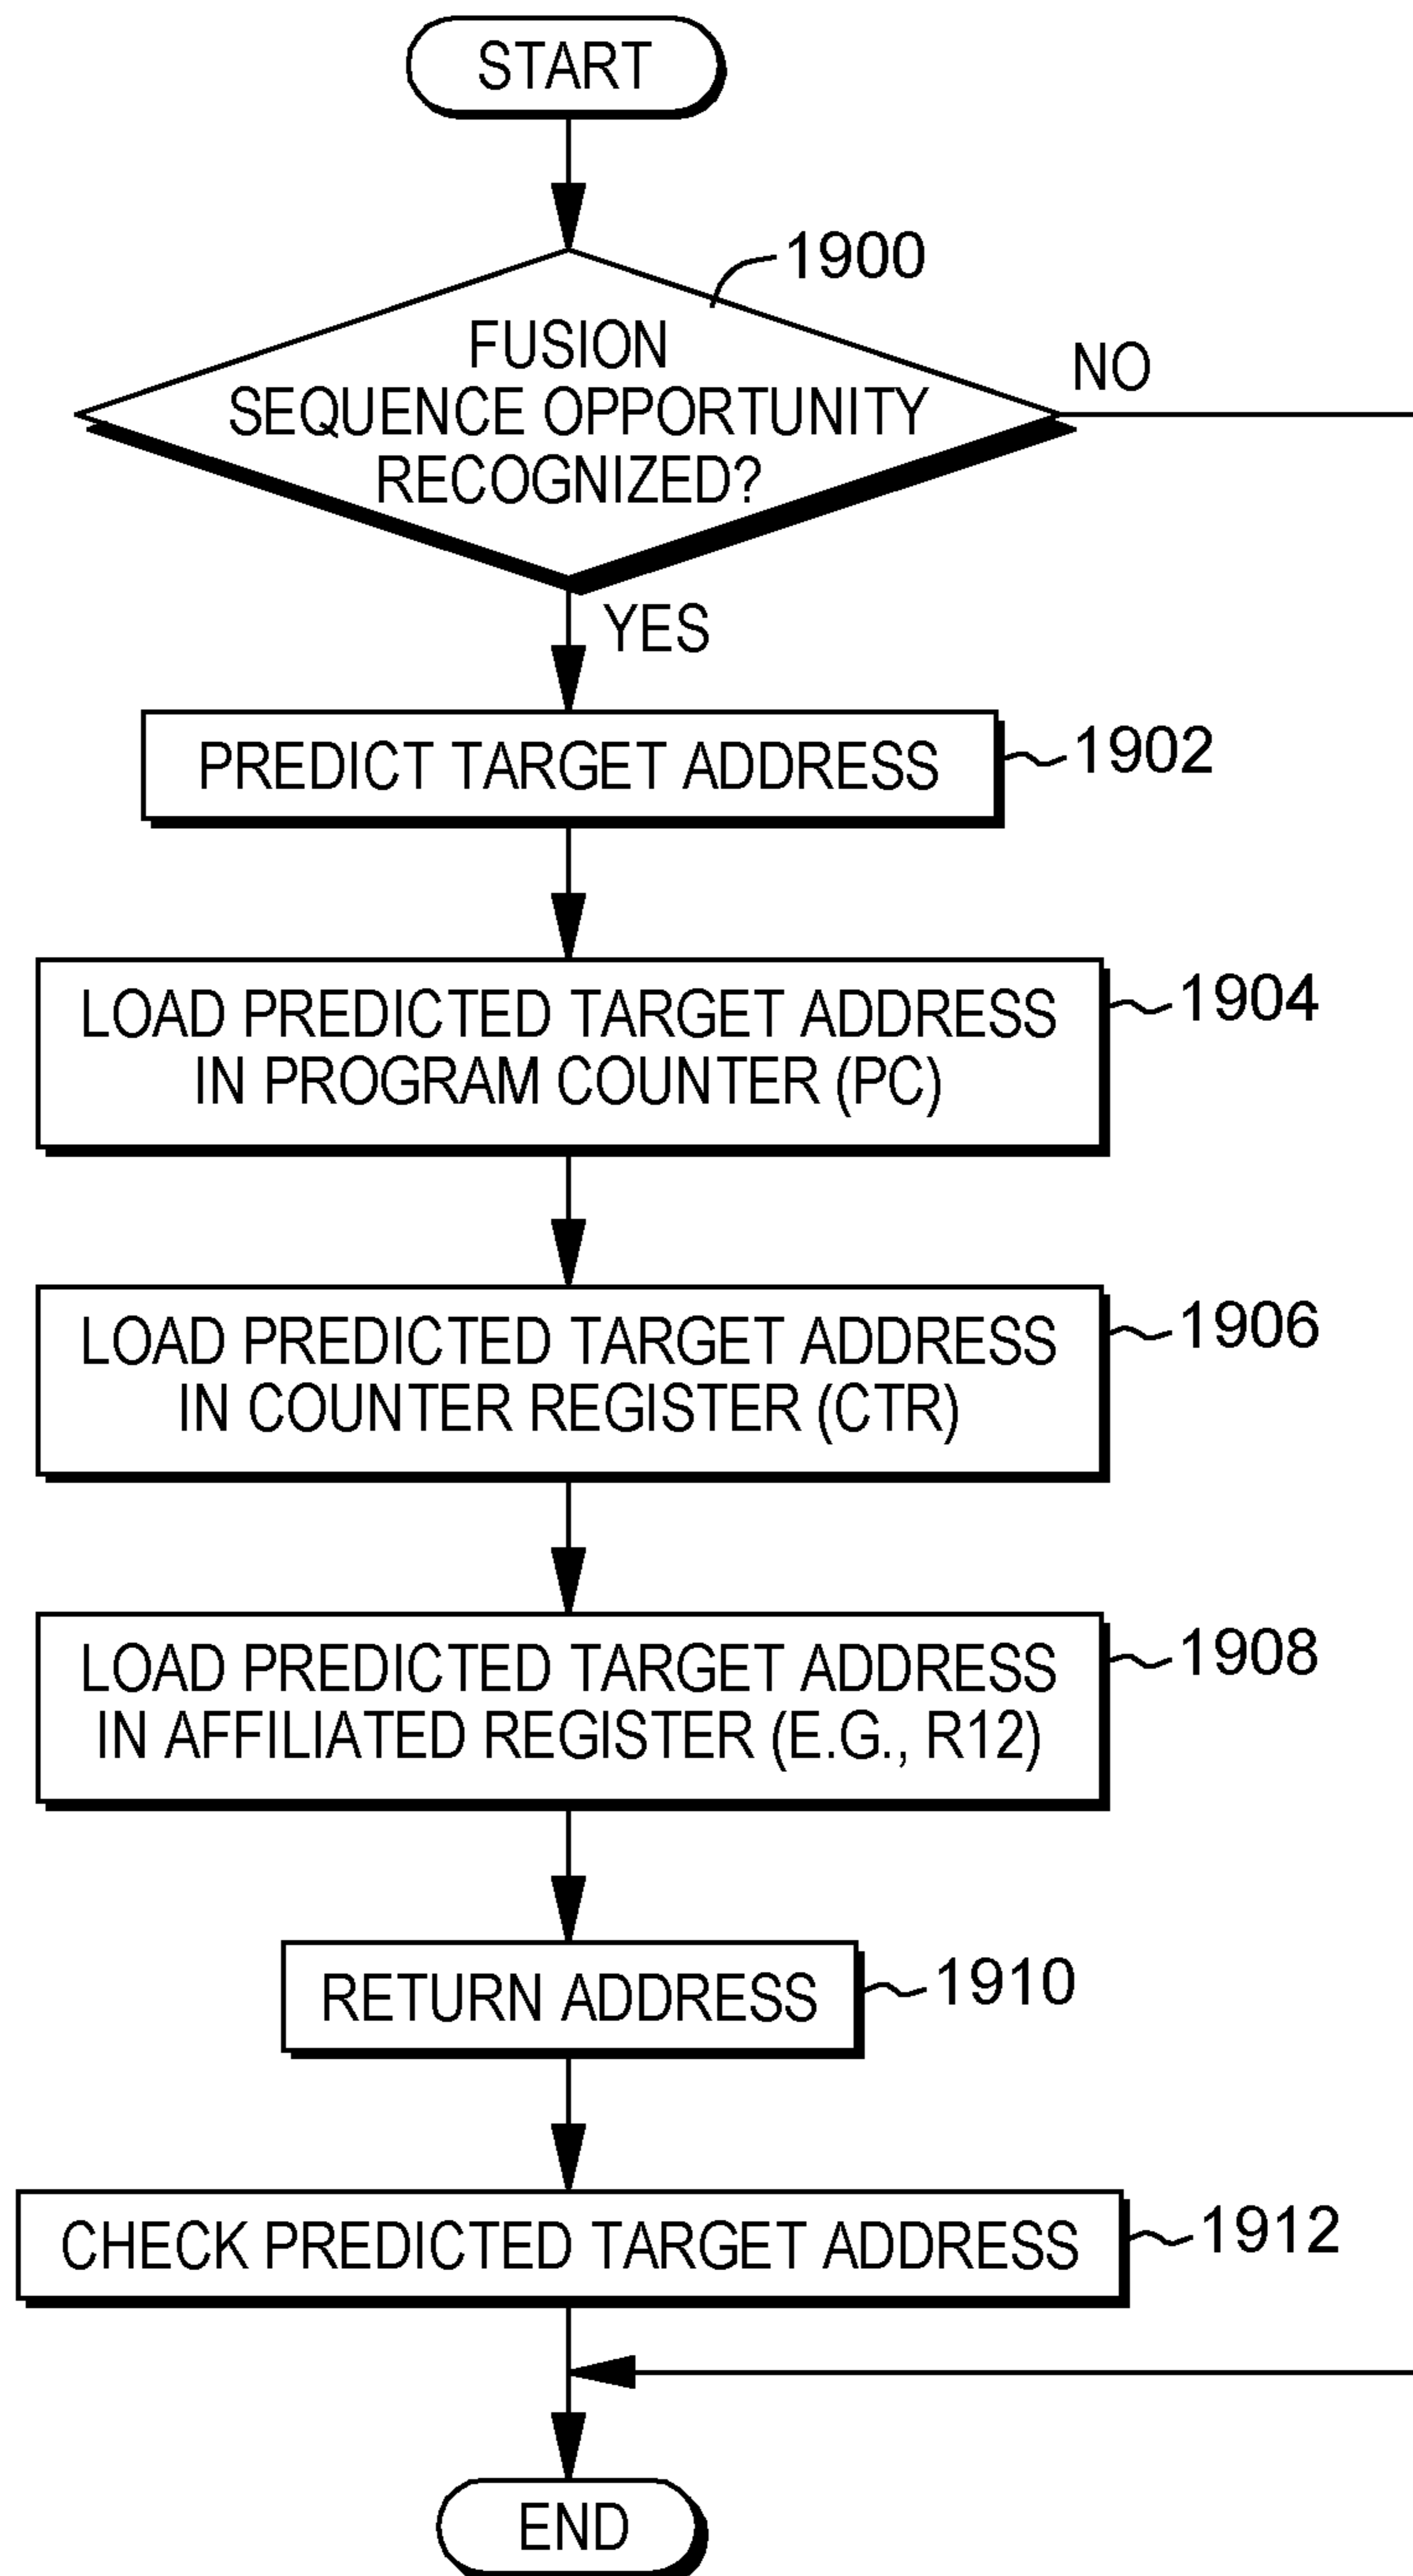 START
1900
FUSION
SEQUENCE OPPORTUNITY
RECOGNIZED?
NO
YES
PREDICT TARGET ADDRESS
1902
LOAD PREDICTED TARGET ADDRESS
IN PROGRAM COUNTER (PC)
1904
LOAD PREDICTED TARGET ADDRESS
IN COUNTER REGISTER (CTR)
1906
LOAD PREDICTED TARGET ADDRESS
IN AFFILIATED REGISTER (E.G., R12)
1908
RETURN ADDRESS
1910
CHECK PREDICTED TARGET ADDRESS
1912
END